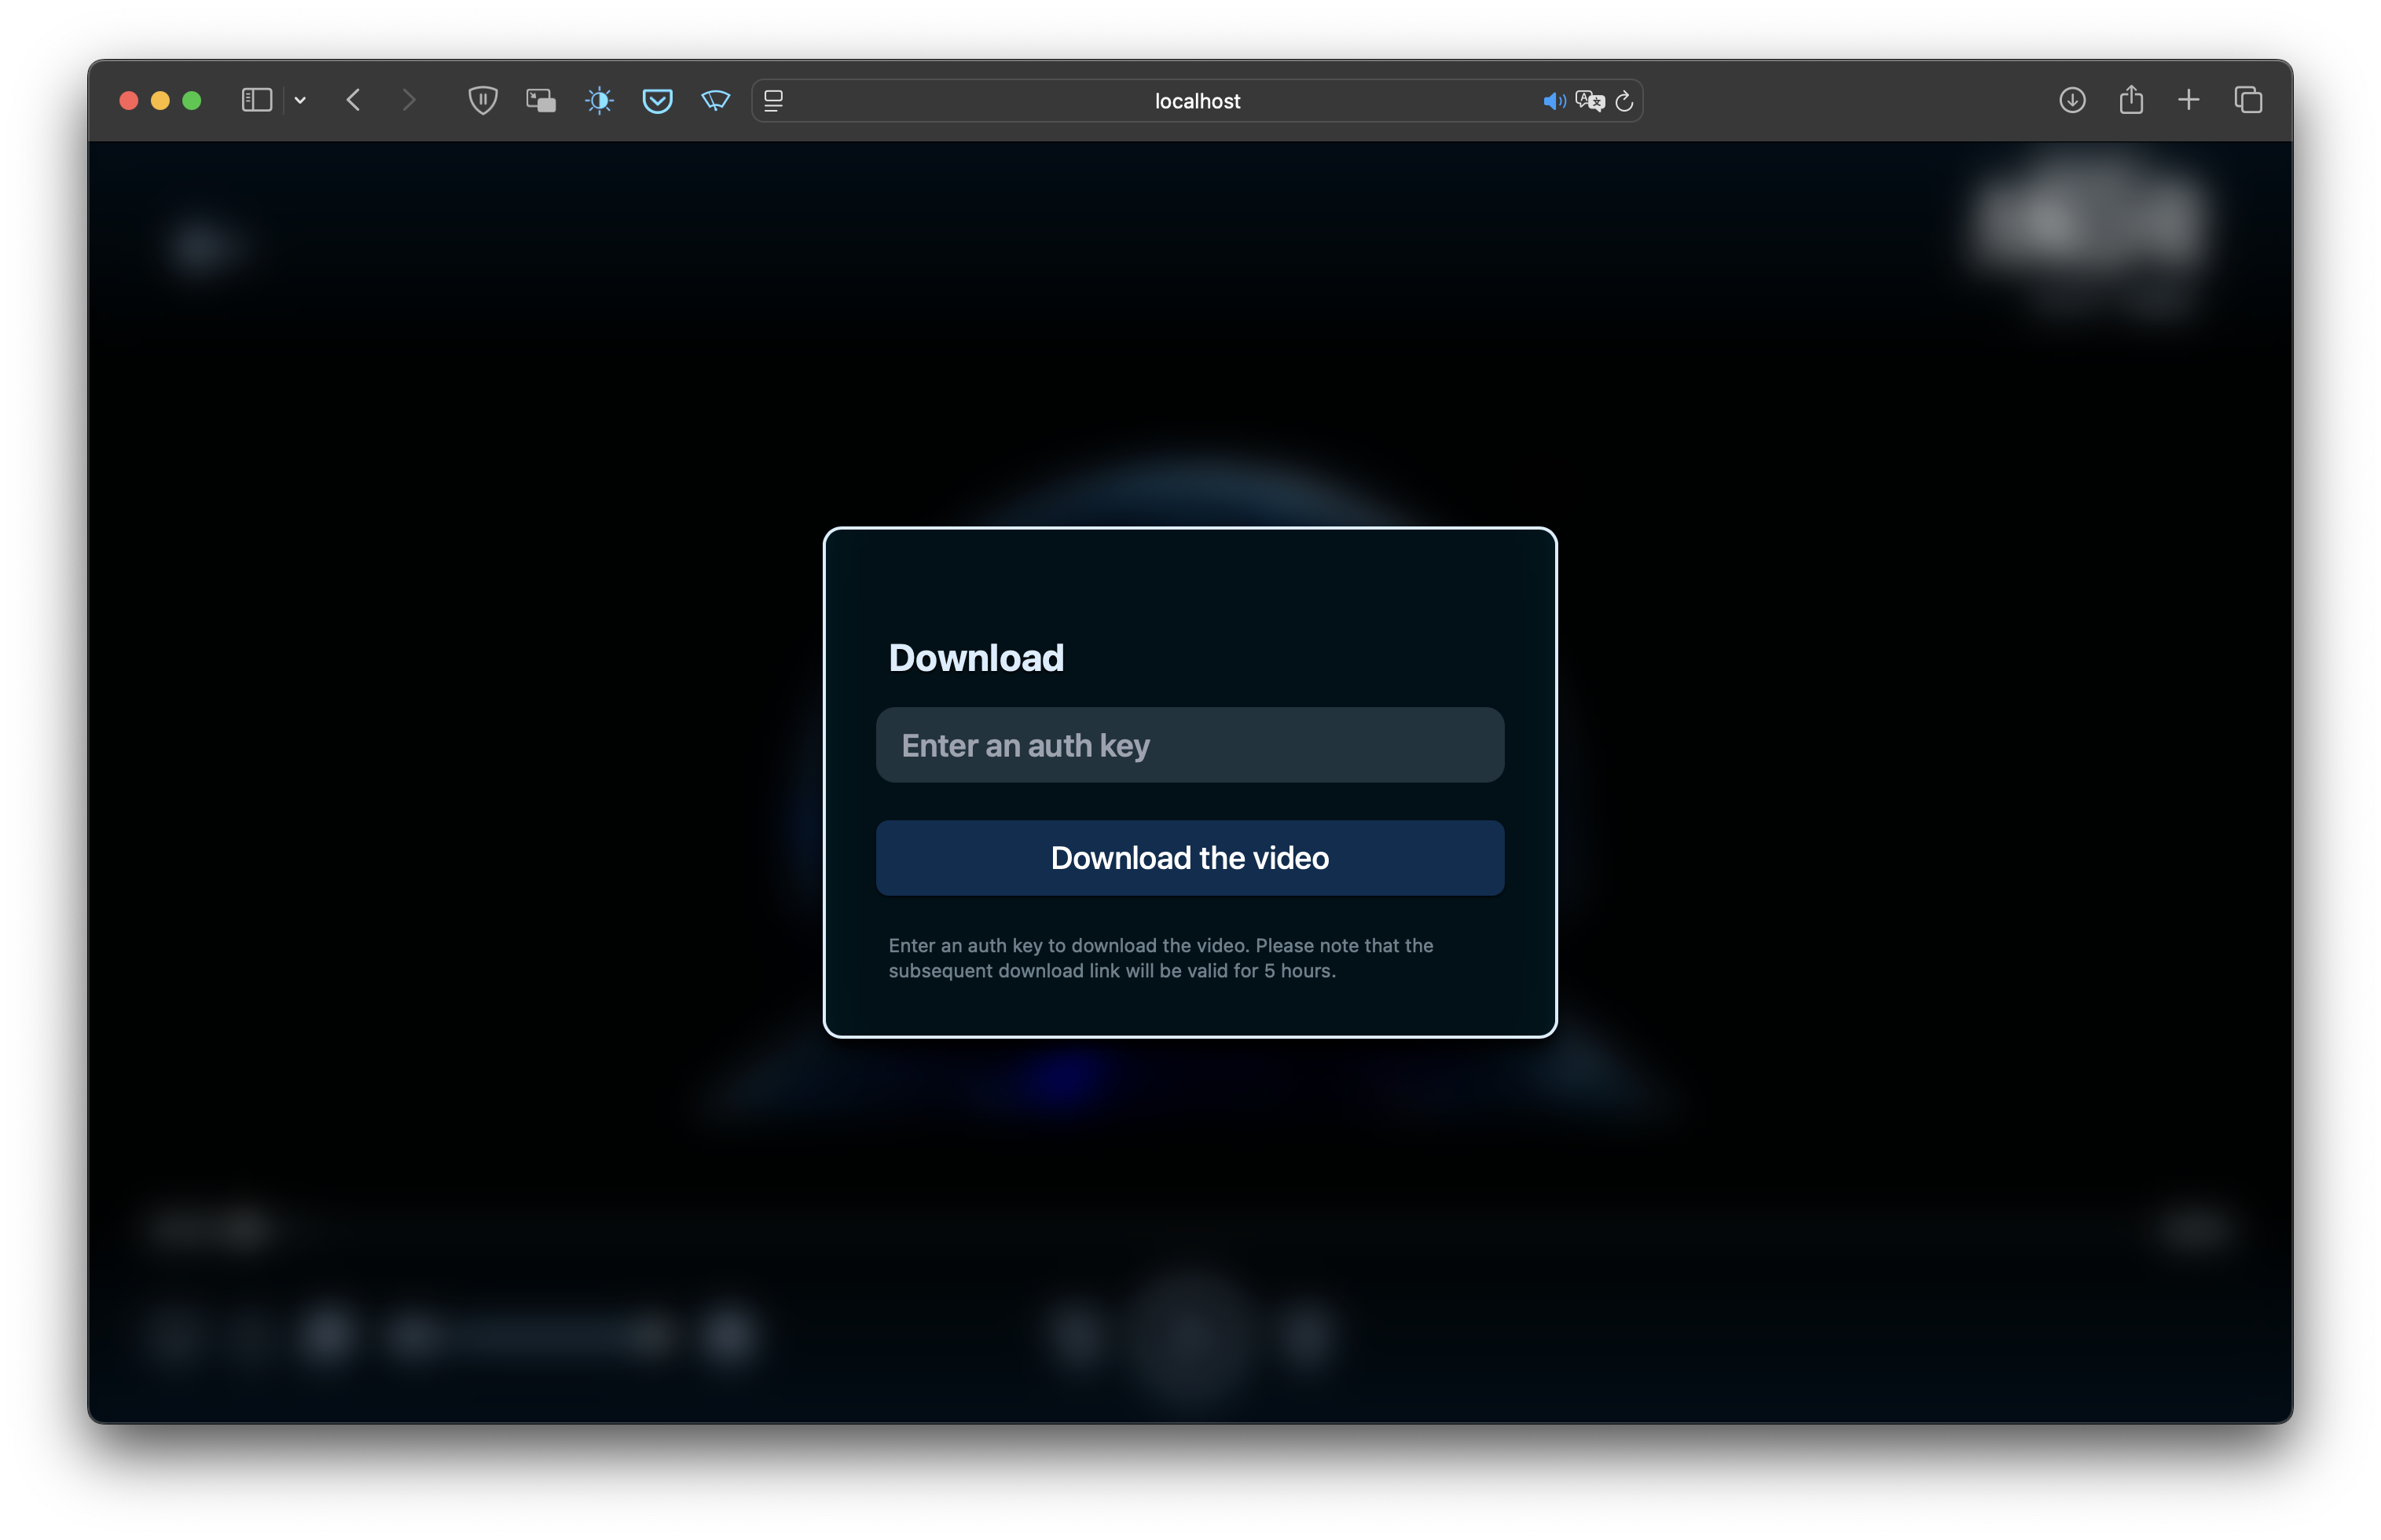 localhost
Download
Enter an auth key
Download the video
Enter an auth key to download the video. Please note that the
subsequent download link will be valid for 5 hours.